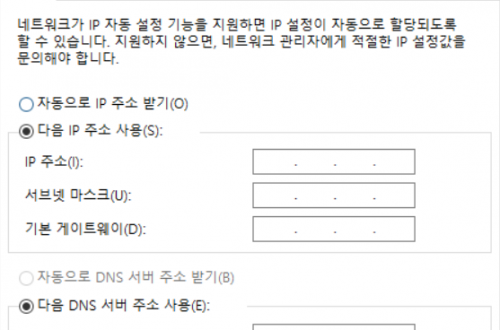 네트워크가 IP 자동 설정 기능을 지원하면 IP 설정이 자동으로 할당되도록
할 수 있습니다. 지원하지 않으면, 네트워크 관리자에게 적절한 IP 설정값을
문의해야 합니다.
자동으로 IP 주소 받기(O)
다음 IP 주소 사용(S):
IP 주소(I):
서브넷 마스크(U):
기본 게이트웨이(D):
자동으로 DNS 서버 주소 받기(B)
다음 DNS 서버 주소 사용(E):